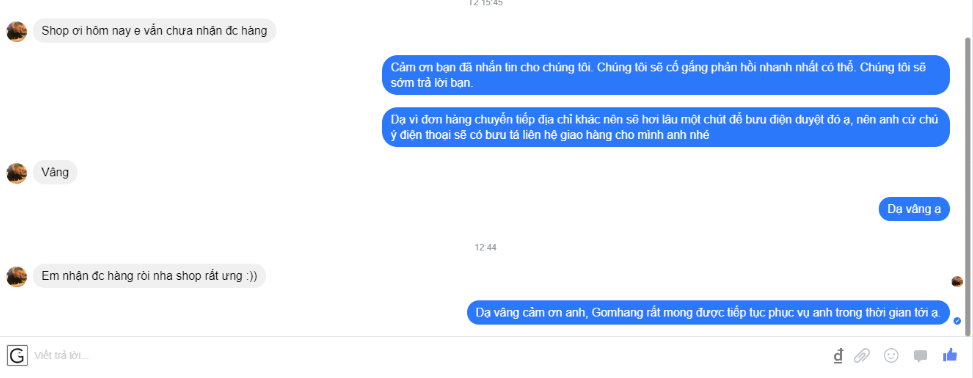 12 15:45
Shop ơi hôm nay e vẫn chưa nhận đc hàng
Cảm ơn bạn đã nhắn tin cho chúng tôi. Chúng tôi sẽ cố gắng phản hồi nhanh nhất có thể. Chúng tôi sẽ
sớm trả lời bạn.
Dạ vì đơn hàng chuyển tiếp địa chỉ khác nên sẽ hơi lâu một chút để bưu điện duyệt đó ạ, nên anh cứ chú
ý điện thoại sẽ có bưu tá liên hệ giao hàng cho mình anh nhé
Vâng
Dạ vâng ạ
12:44
Em nhận đc hàng ròi nha shop rất ưng :))
Dạ vâng cảm ơn anh, Gomhang rất mong được tiếp tục phục vụ anh trong thời gian tới ạ.
G Viết trả lời... đ